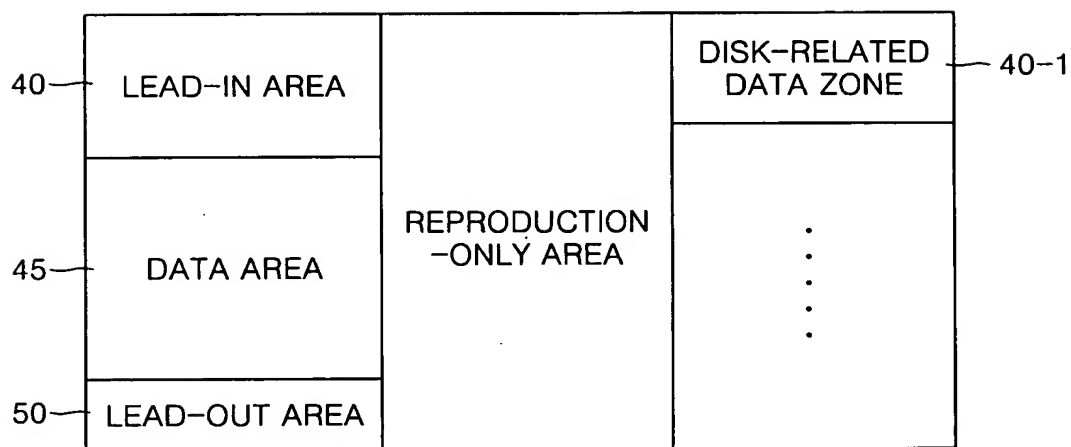 40
LEAD-IN AREA
45
DATA AREA
50
LEAD-OUT AREA
REPRODUCTION
-ONLY AREA
DISK-RELATED
DATA ZONE
40-1